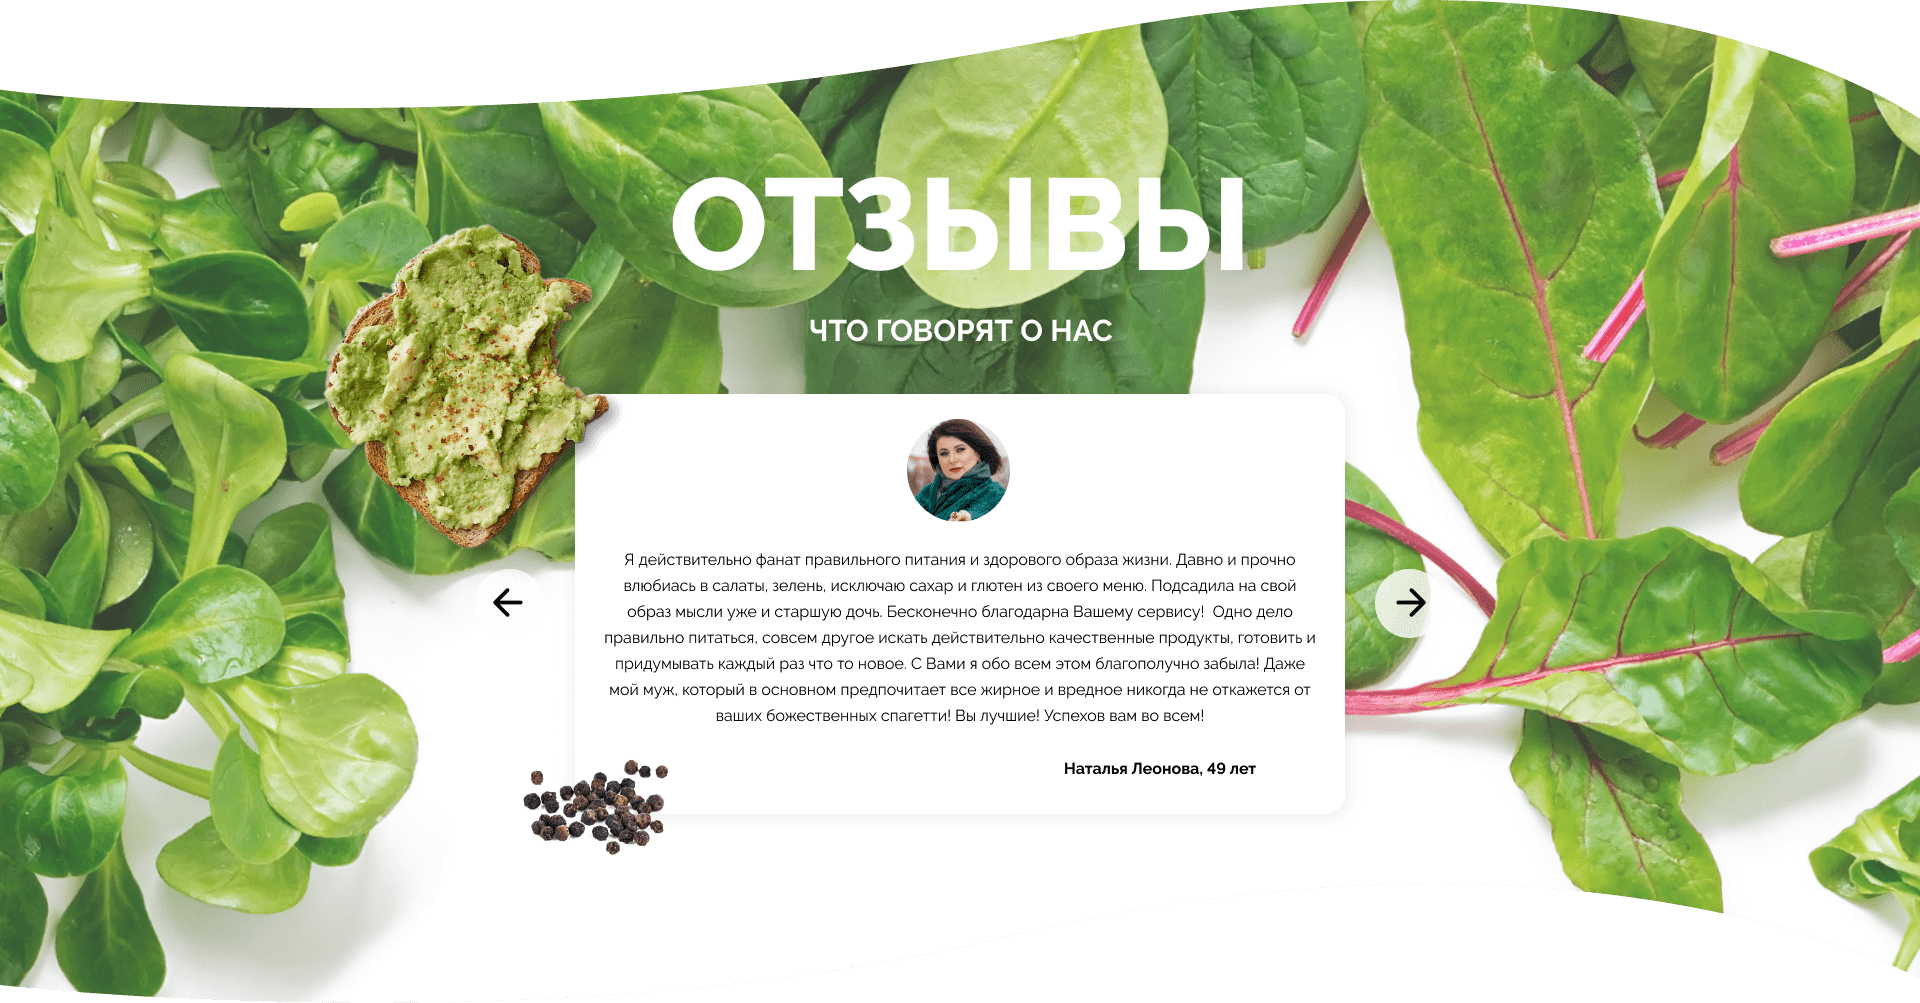 ОТЗЫВЫ
ЧТО ГОВОРЯТ О НАС
Я действительно фанат правильного питания и здорового образа жизни. Давно и прочно
влюбиась в салаты, зелень, исключаю сахар и глютен из своего меню. Подсадила на свой
образ мысли уже и старшую дочь. Бесконечно благодарна Вашему сервису!  Одно дело
правильно питаться, совсем другое искать действительно качественные продукты, готовить и
придумывать каждый раз что то новое. С Вами я обо всем этом благополучно забыла! Даже
мой муж, который в основном предпочитает все жирное и вредное никогда не откажется от
ваших божественных спагетти! Вы лучшие! Успехов вам во всем!
Наталья Леонова, 49 лет